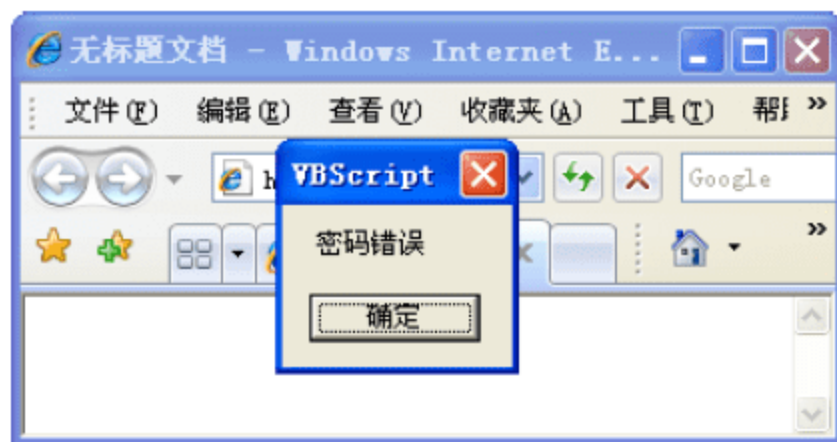 无标题文档 - Windows Internet E...
文件(F) 编辑(E) 查看(V) 收藏夹(A) 工具(T) »
VBScript
Google
»
密码错误
确定